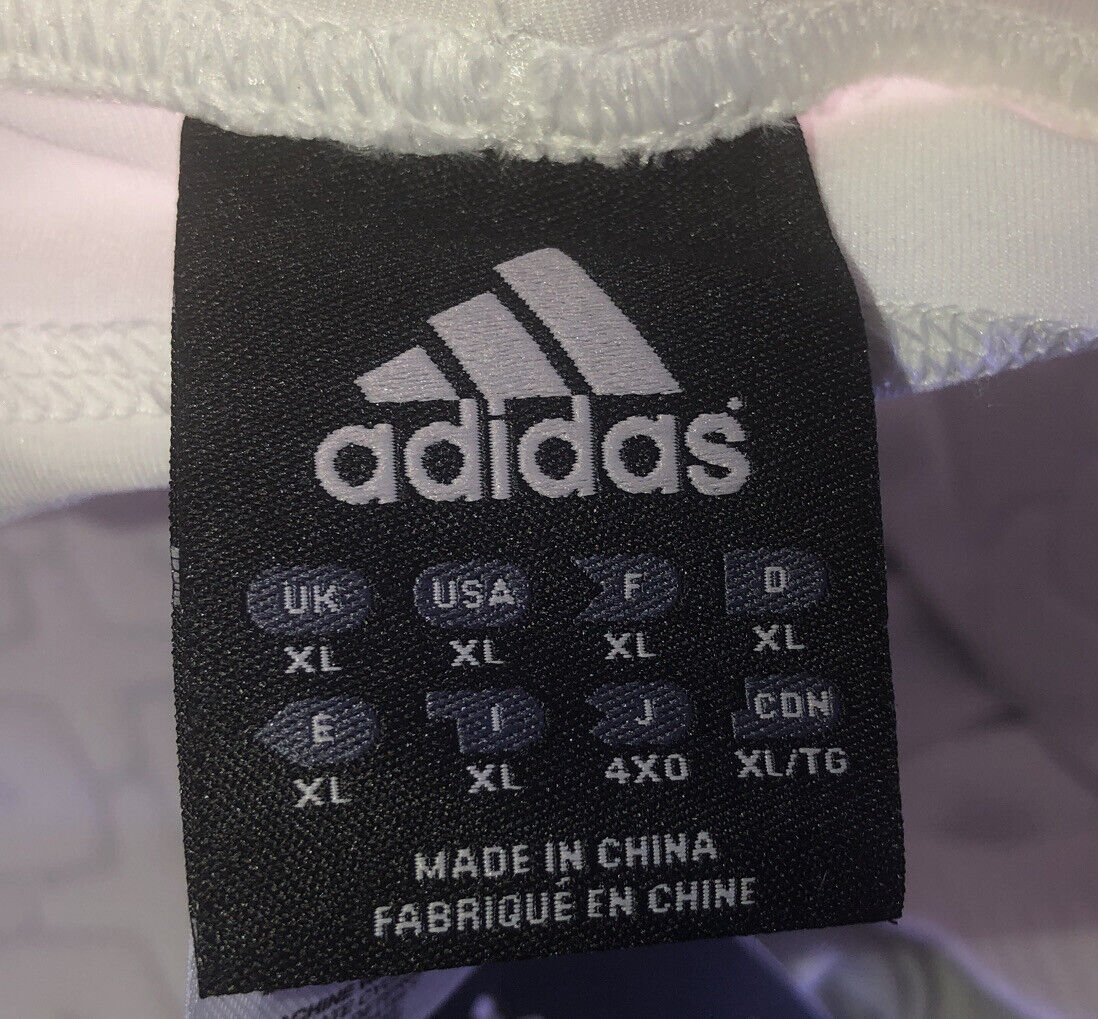 adidas
UK USA F D
XL XL XL XL
E I J CDN
XL XL 4XO XL/TG
MADE IN CHINA
FABRIQUÉ EN CHINE